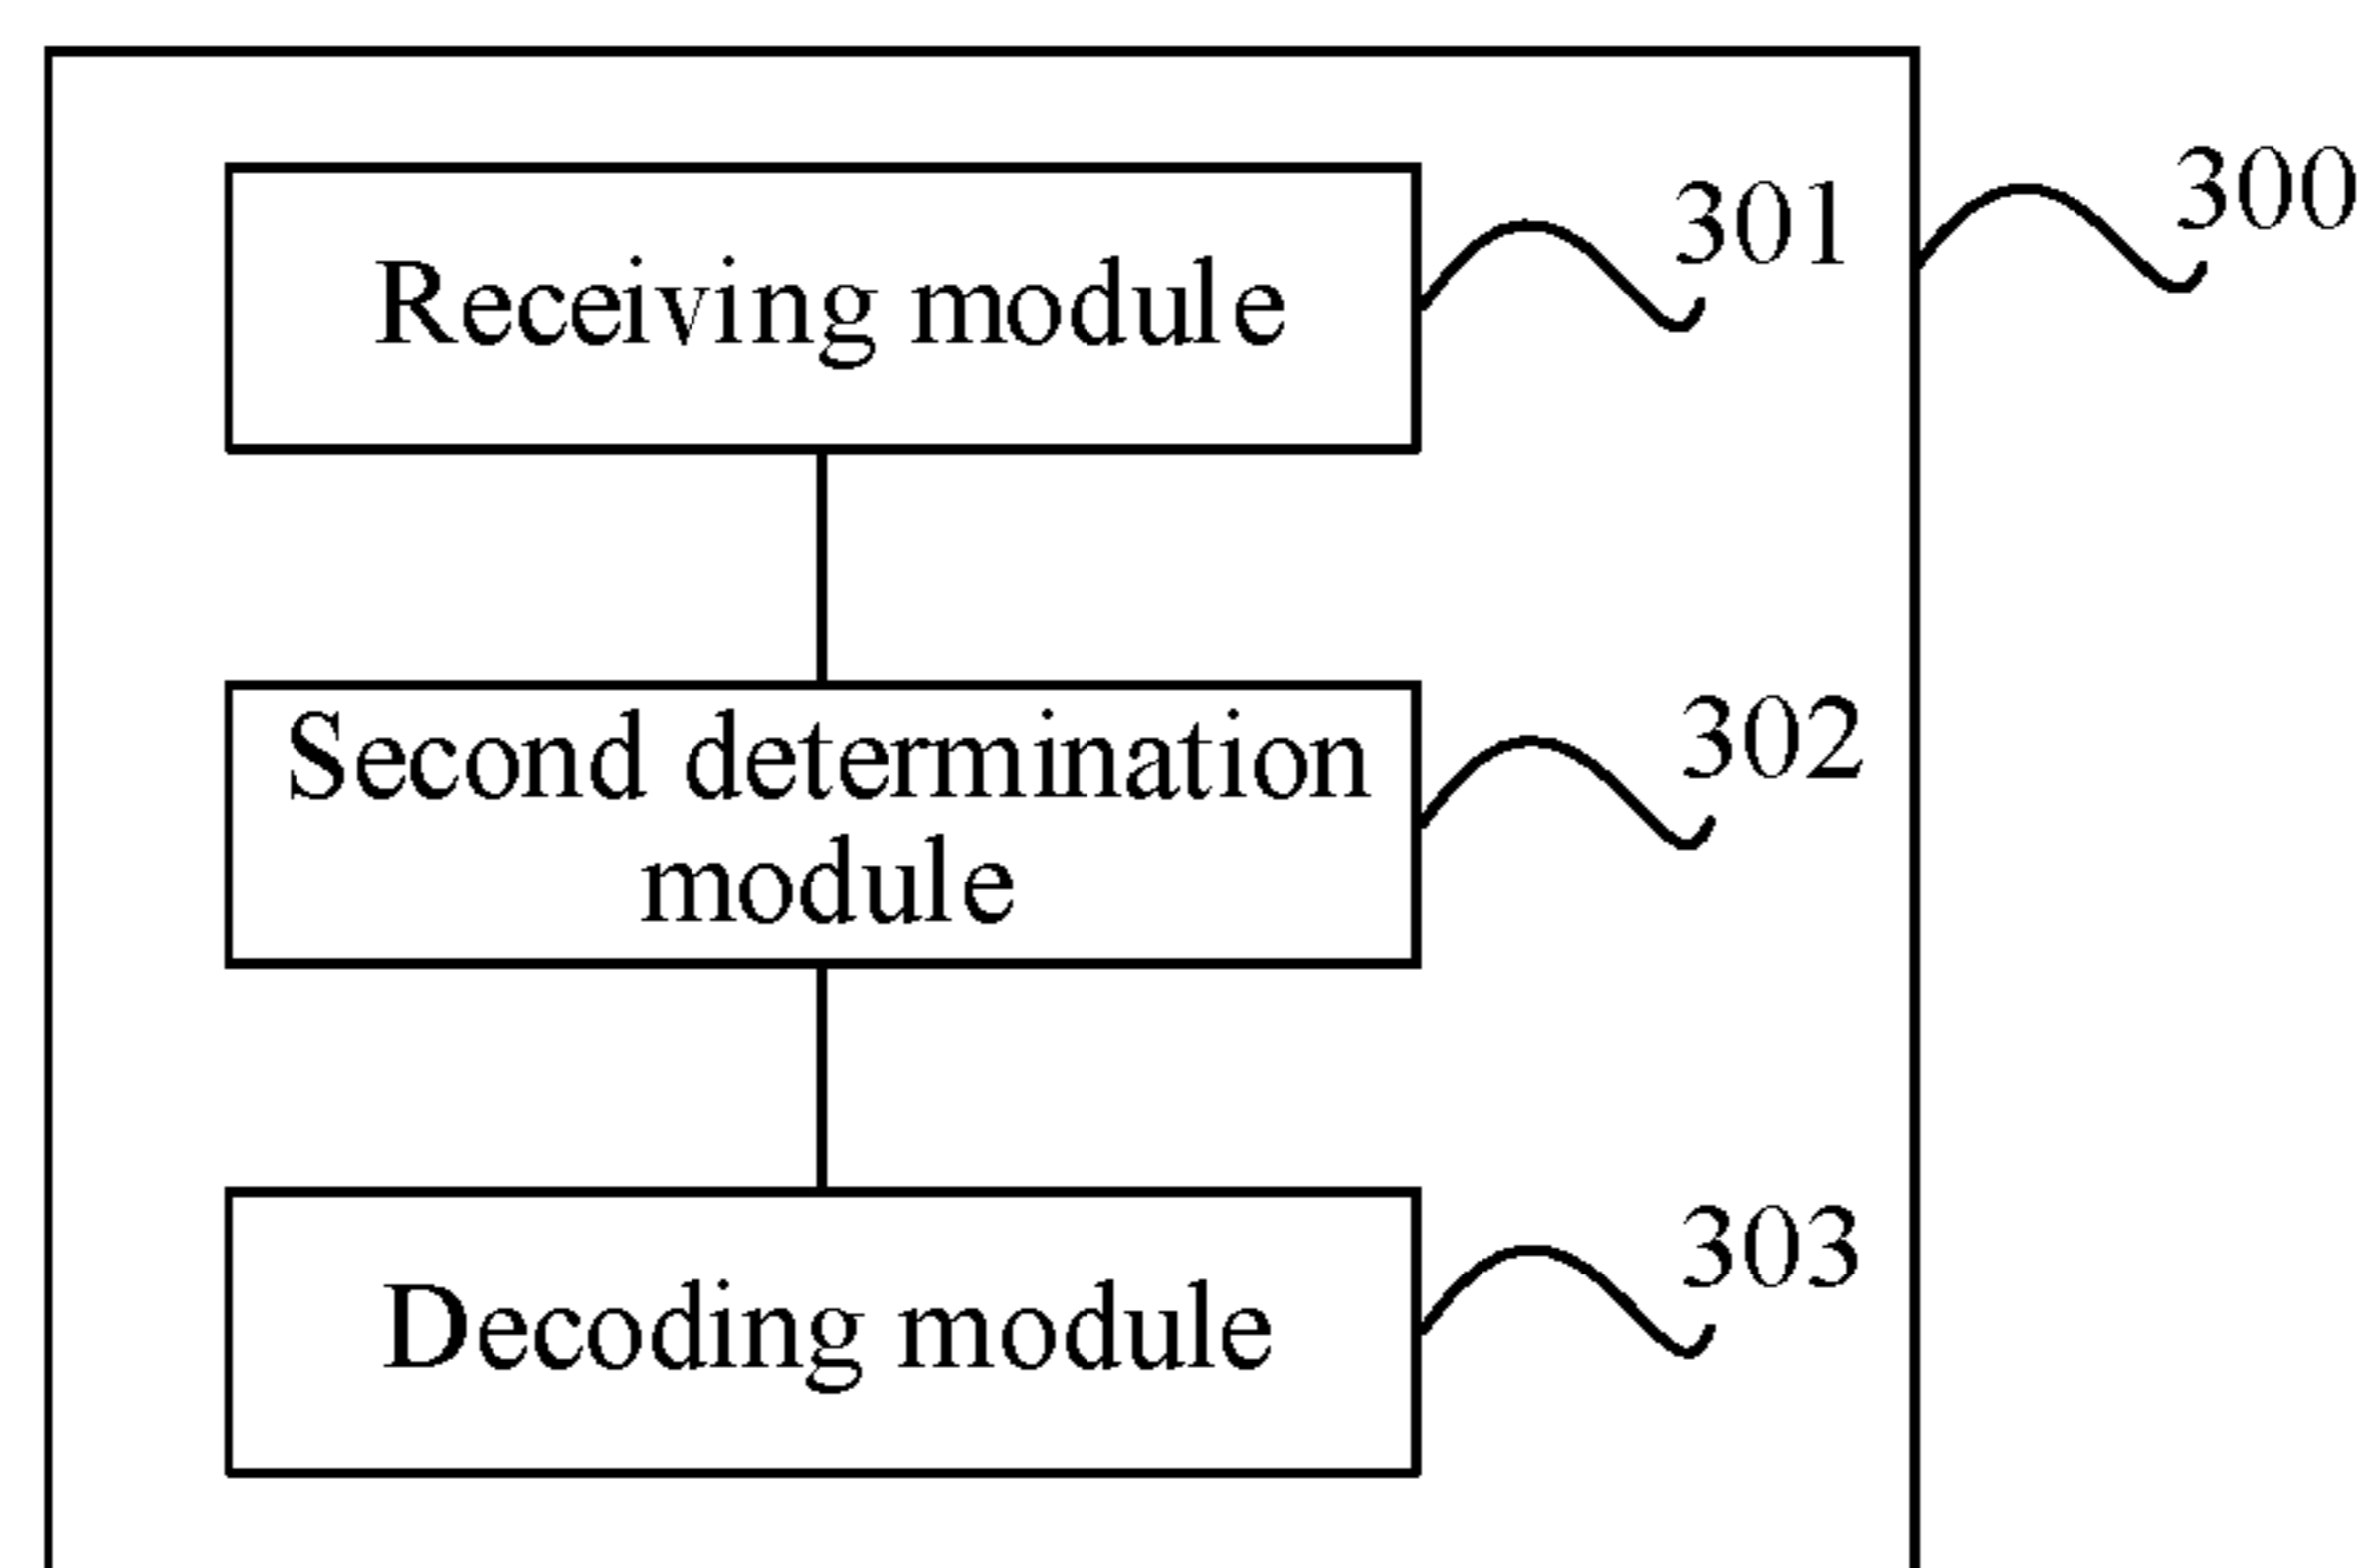 300
Receiving module
301
Second determination
module
302
Decoding module
303